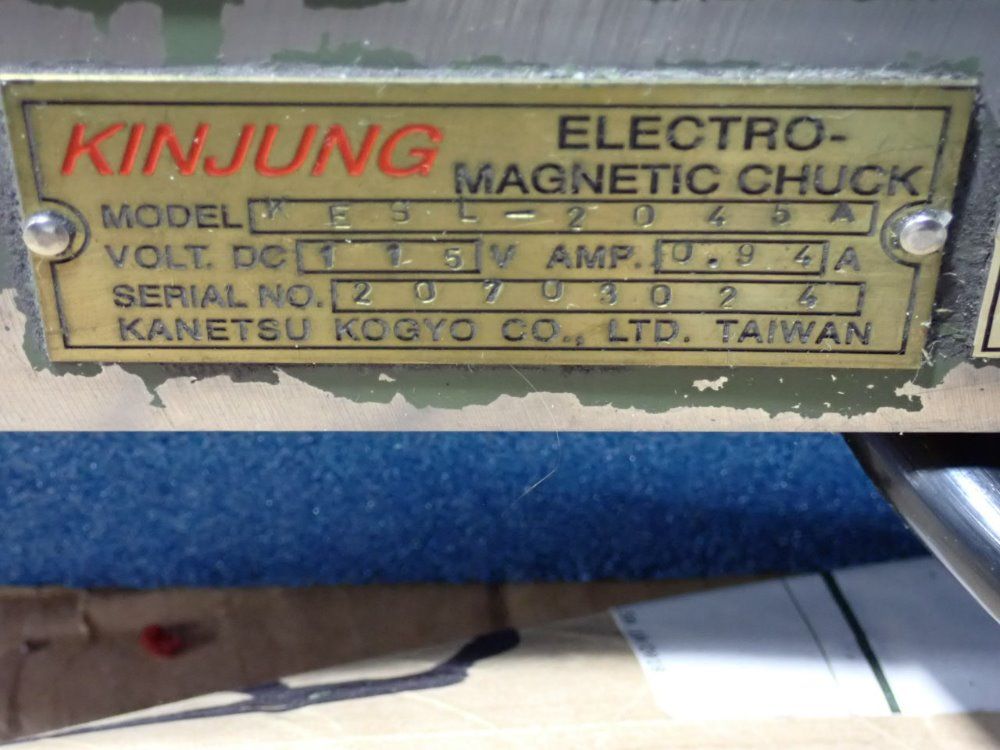 KINJUNG
ELECTRO-
MAGNETIC CHUCK
MODEL KESL-2045A
VOLT. DC 115 V AMP. 0.94 A
SERIAL NO. 20703024
KANETSU KOGYO CO., LTD. TAIWAN